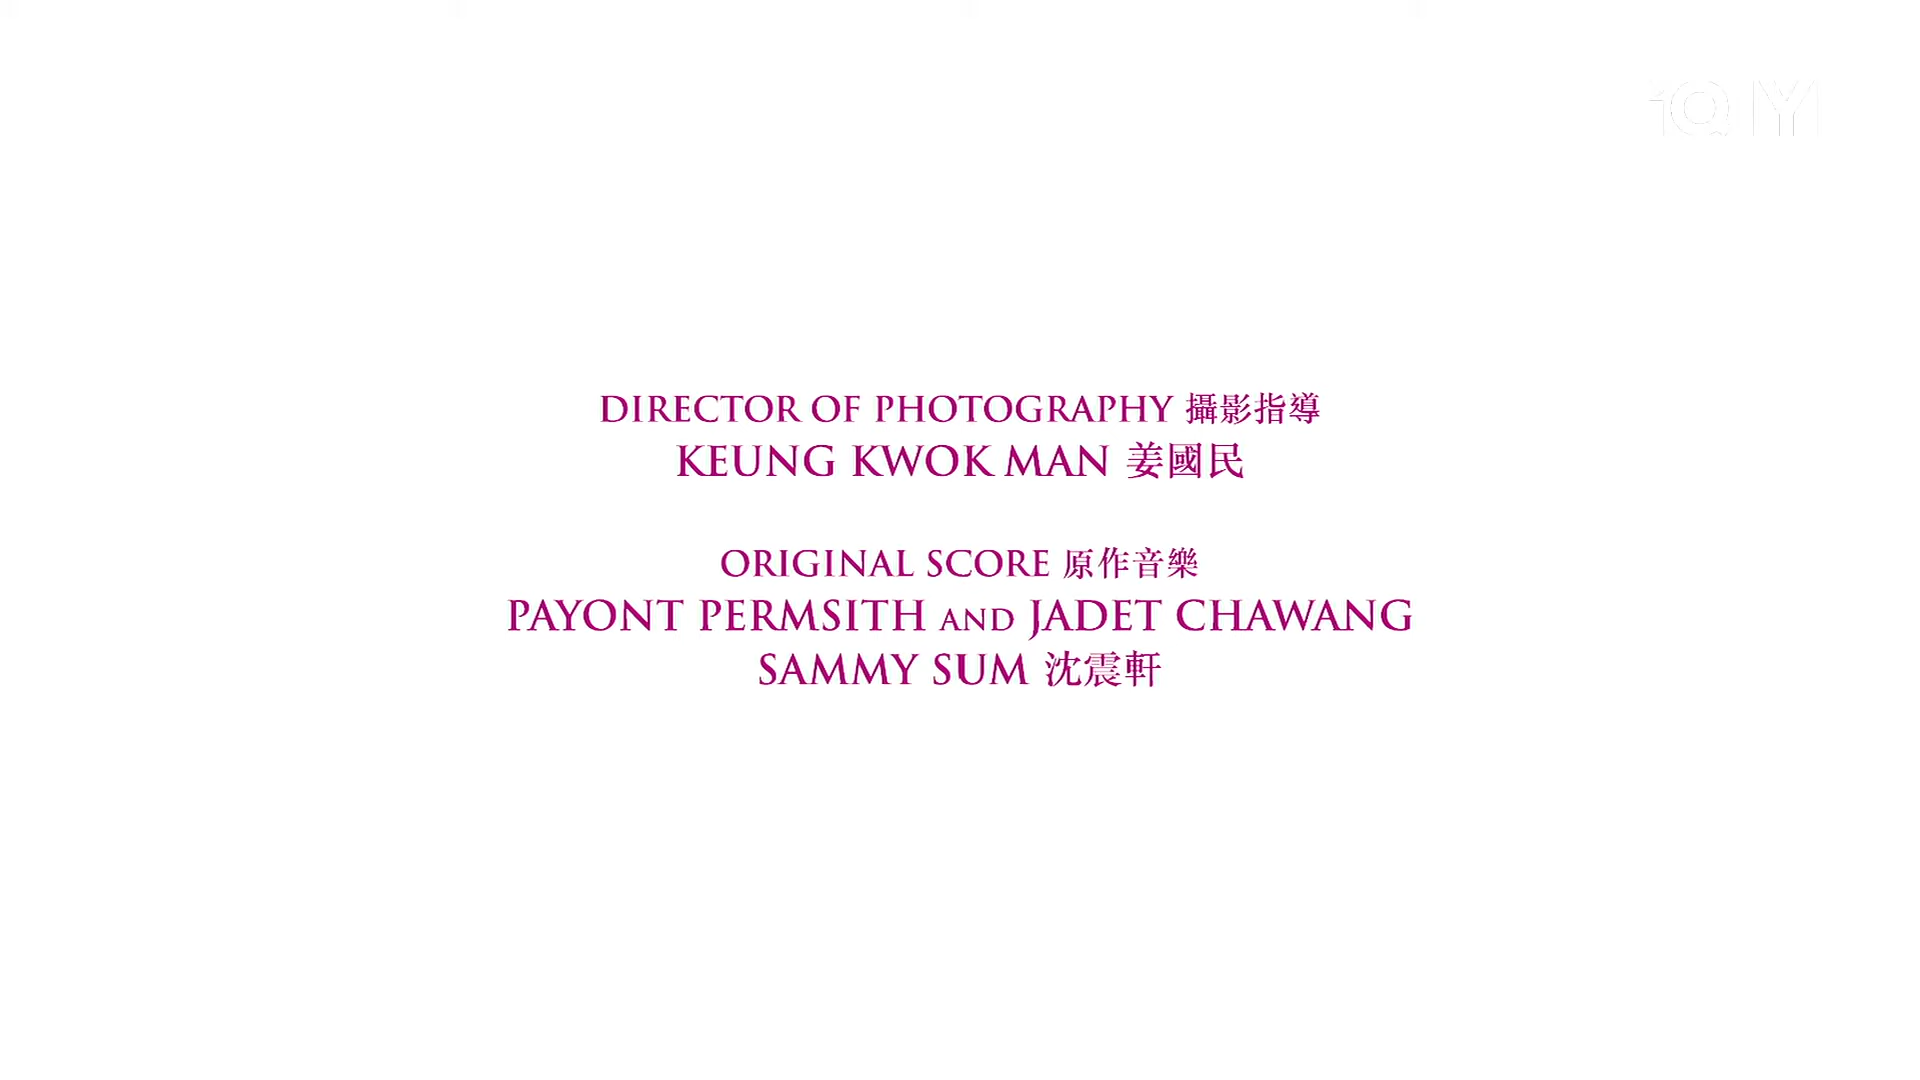 iQIYI
DIRECTOR OF PHOTOGRAPHY 攝影指導
KEUNG KWOK MAN 姜國民
ORIGINAL SCORE 原作音樂
PAYONT PERMSITH AND JADET CHAWANG
SAMMY SUM 沈震軒